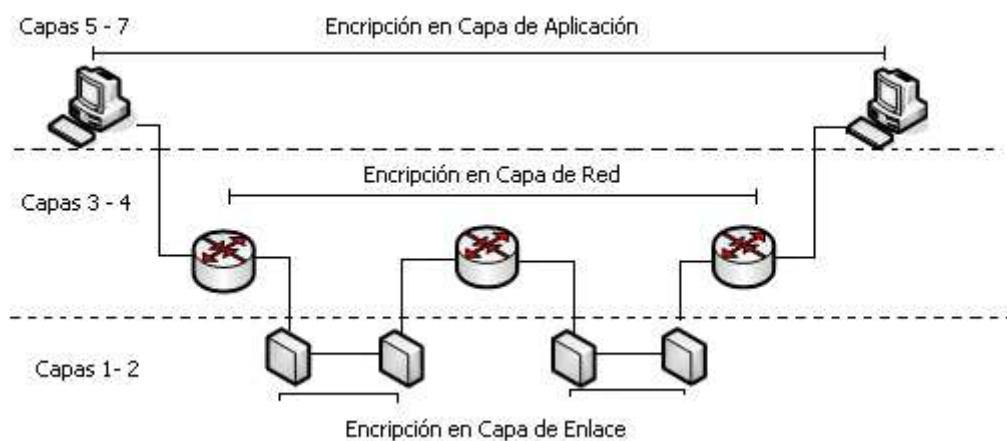 Capas 5 - 7
Encripción en Capa de Aplicación
Encripción en Capa de Red
Capas 3 - 4
Capas 1- 2
Encripción en Capa de Enlace